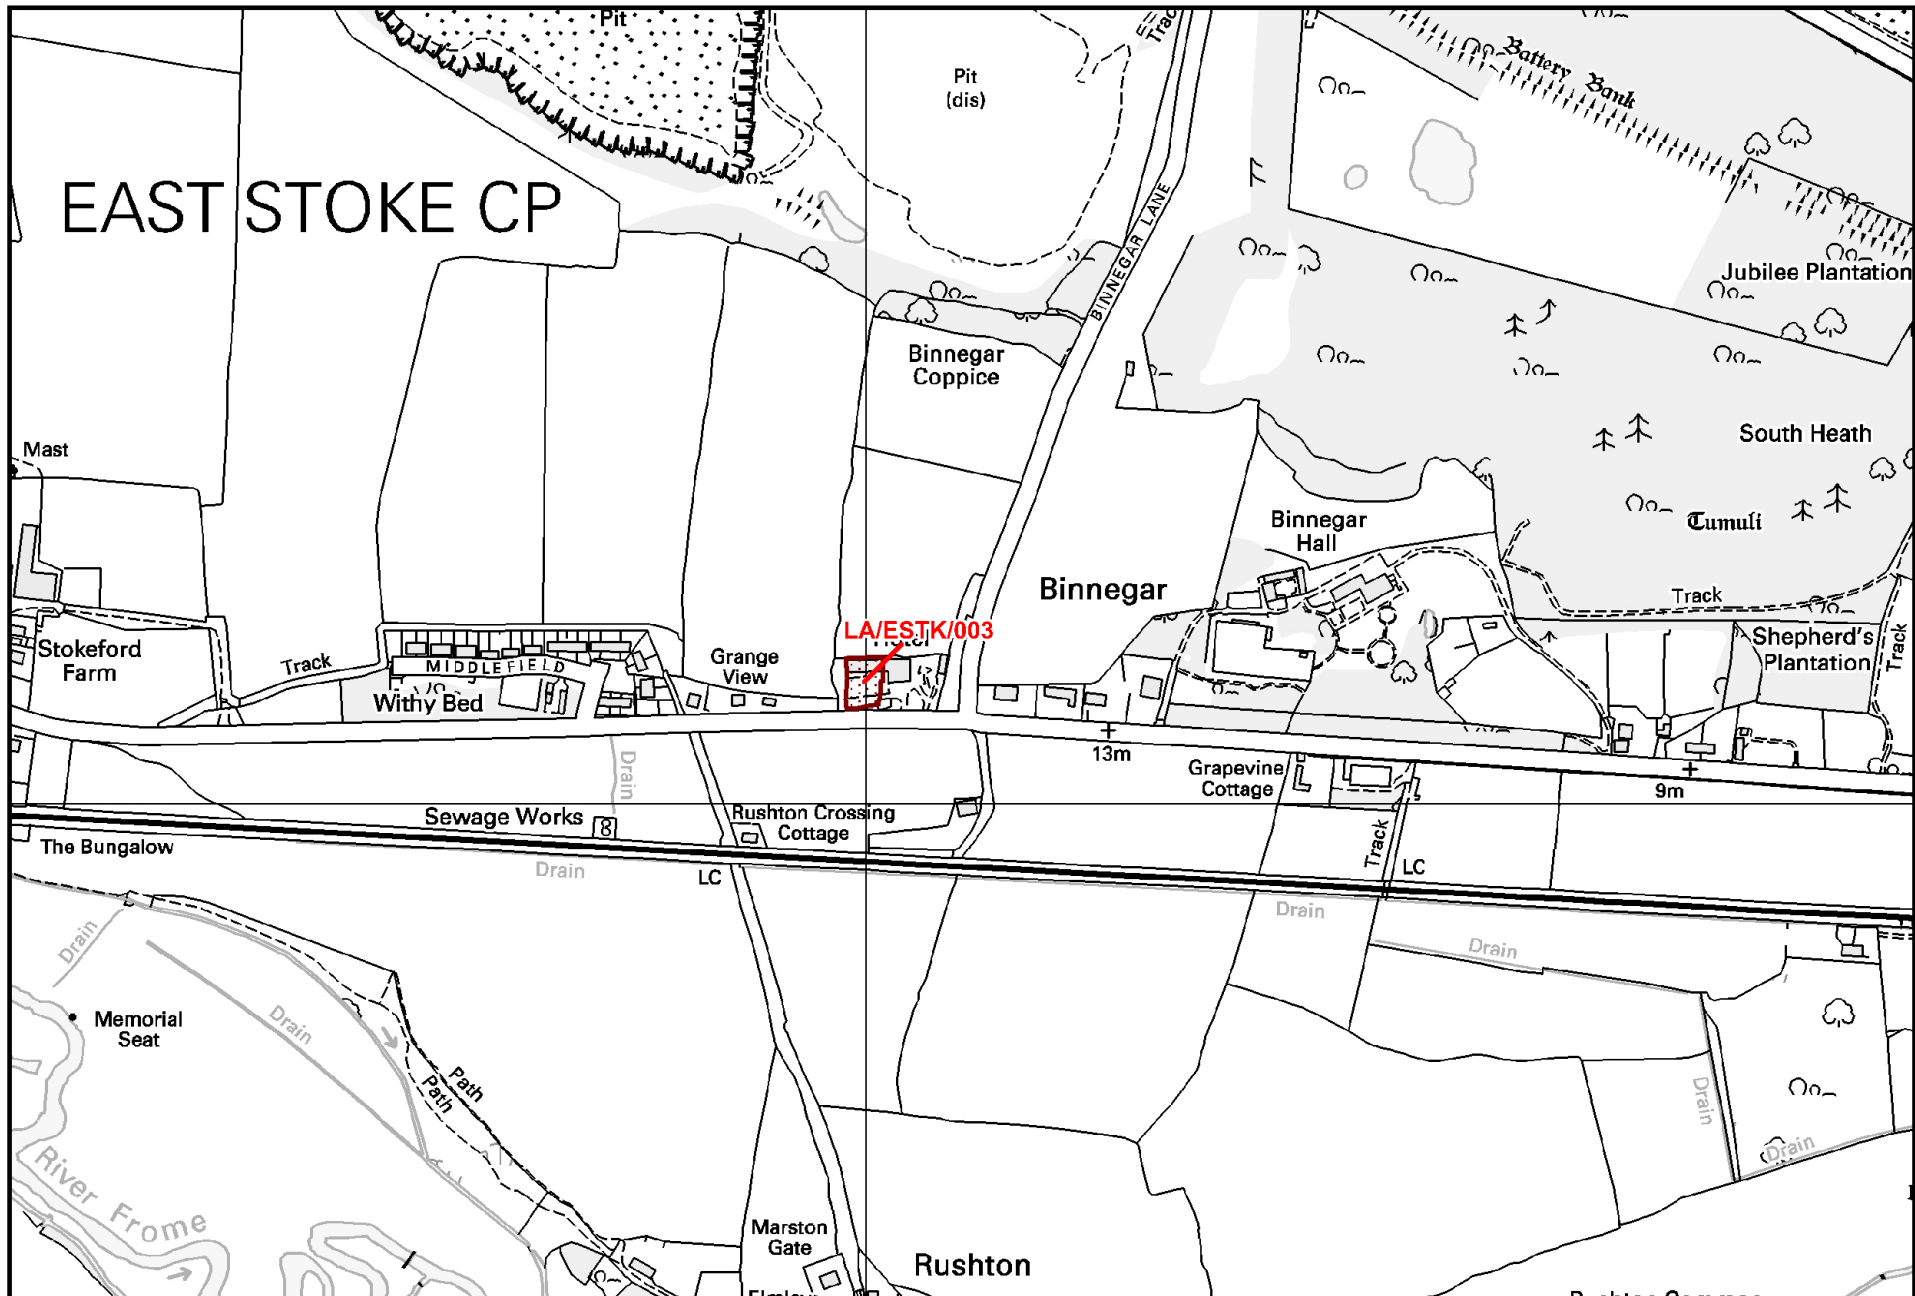 Pit
Track
Battery Bank
Pit
(dis)
EAST STOKE CP
BINNEGAR LANE
Jubilee Plantation
Binnegar
Coppice
Mast
South Heath
Binnegar
Hall
Tumuli
Binnegar
Track
LA/ESTK/003
Stokeford
Farm
Track
MIDDLEFIELD
Grange
View
Shepherd's
Plantation
Track
Withy Bed
13m
Drain
Grapevine
Cottage
9m
Sewage Works
Rushton Crossing
Cottage
The Bungalow
Track
Drain
LC
LC
Drain
Drain
Drain
Memorial
Seat
Drain
Path
Path
Drain
Drain
River Frome
Marston
Gate
Rushton